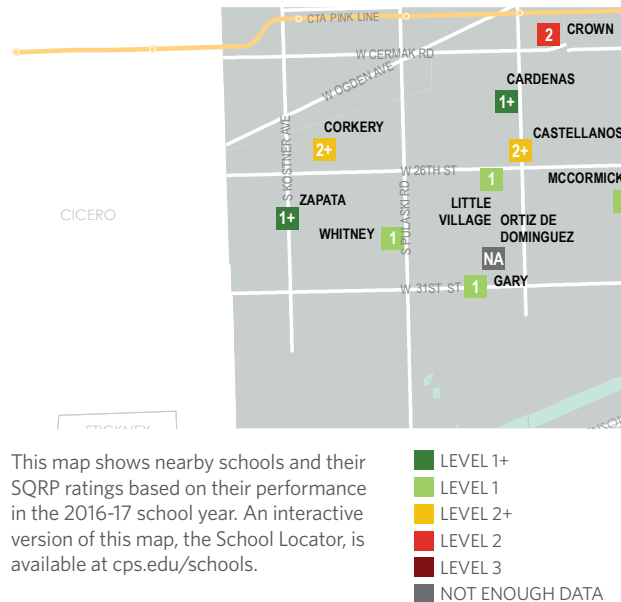 CTA PINK LINE
2 CROWN
W CERMAK RD
W OGDEN AVE
CARDENAS
1+
S KOSTNER AVE
CORKERY
2+
CASTELLANOS
2+
W 26TH ST
1
MCCORMICK
ZAPATA
1+
LITTLE
VILLAGE
ORTIZ DE
DOMINGUEZ
CICERO
WHITNEY 1
S PULASKI RD
NA
GARY
W 31ST ST 1
STICKNEY
This map shows nearby schools and their
SQRP ratings based on their performance
in the 2016-17 school year. An interactive
version of this map, the School Locator, is
available at cps.edu/schools.
LEVEL 1+
LEVEL 1
LEVEL 2+
LEVEL 2
LEVEL 3
NOT ENOUGH DATA